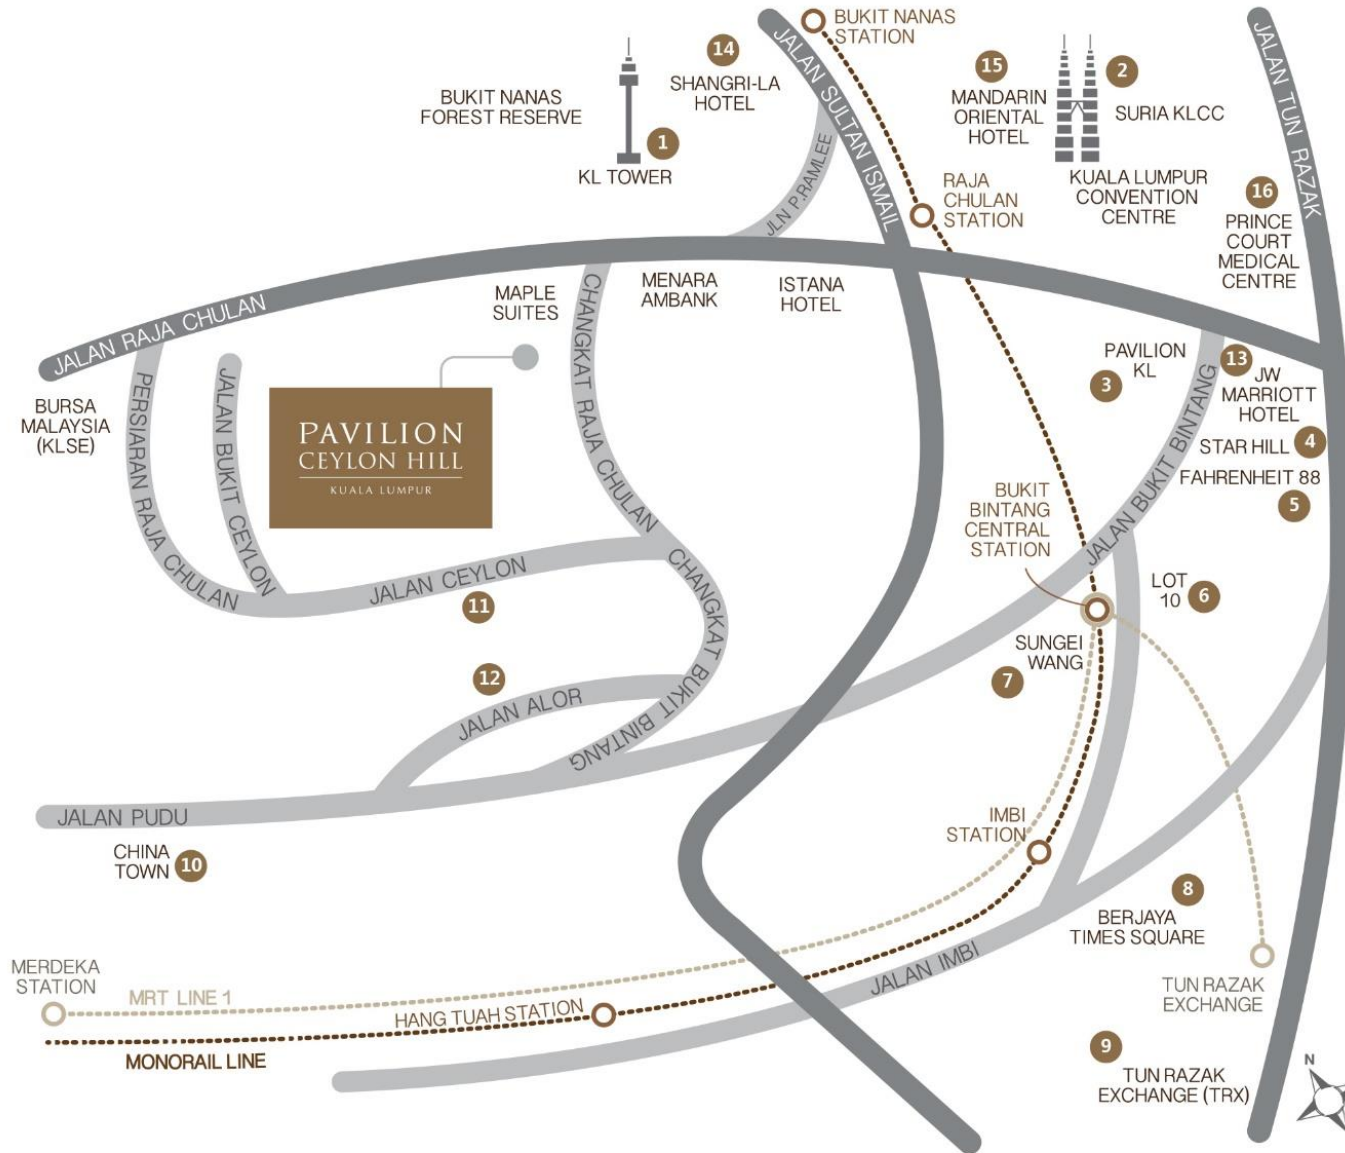 BUKIT NANAS
STATION
JALAN SULTAN ISMAIL
JALAN TUN RAZAK
14
SHANGRI-LA
HOTEL
BUKIT NANAS
FOREST RESERVE
1
KL TOWER
15
MANDARIN
ORIENTAL
HOTEL
2
SURIA KLCC
KUALA LUMPUR
CONVENTION
CENTRE
JLN P.RAMLEE
RAJA
CHULAN
STATION
16
PRINCE
COURT
MEDICAL
CENTRE
JALAN RAJA CHULAN
MAPLE
SUITES
MENARA
AMBANK
ISTANA
HOTEL
CHANGKAT RAJA CHULAN
BURSA
MALAYSIA
(KLSE)
PERSIARAN RAJA CHULAN
JALAN BUKIT CEYLON
PAVILION
CEYLON HILL
KUALA LUMPUR
PAVILION
KL
3
13
JW
MARRIOTT
HOTEL
STAR HILL
4
FAHRENHEIT 88
5
JALAN BUKIT BINTANG
BUKIT
BINTANG
CENTRAL
STATION
LOT
10
6
SUNGEI
WANG
7
JALAN CEYLON
11
CHANGKAT BUKIT BINTANG
12
JALAN ALOR
JALAN PUDU
CHINA
TOWN
10
IMBI
STATION
8
BERJAYA
TIMES SQUARE
JALAN IMBI
MERDEKA
STATION
MRT LINE 1
HANG TUAH STATION
MONORAIL LINE
TUN RAZAK
EXCHANGE
9
TUN RAZAK
EXCHANGE (TRX)
N